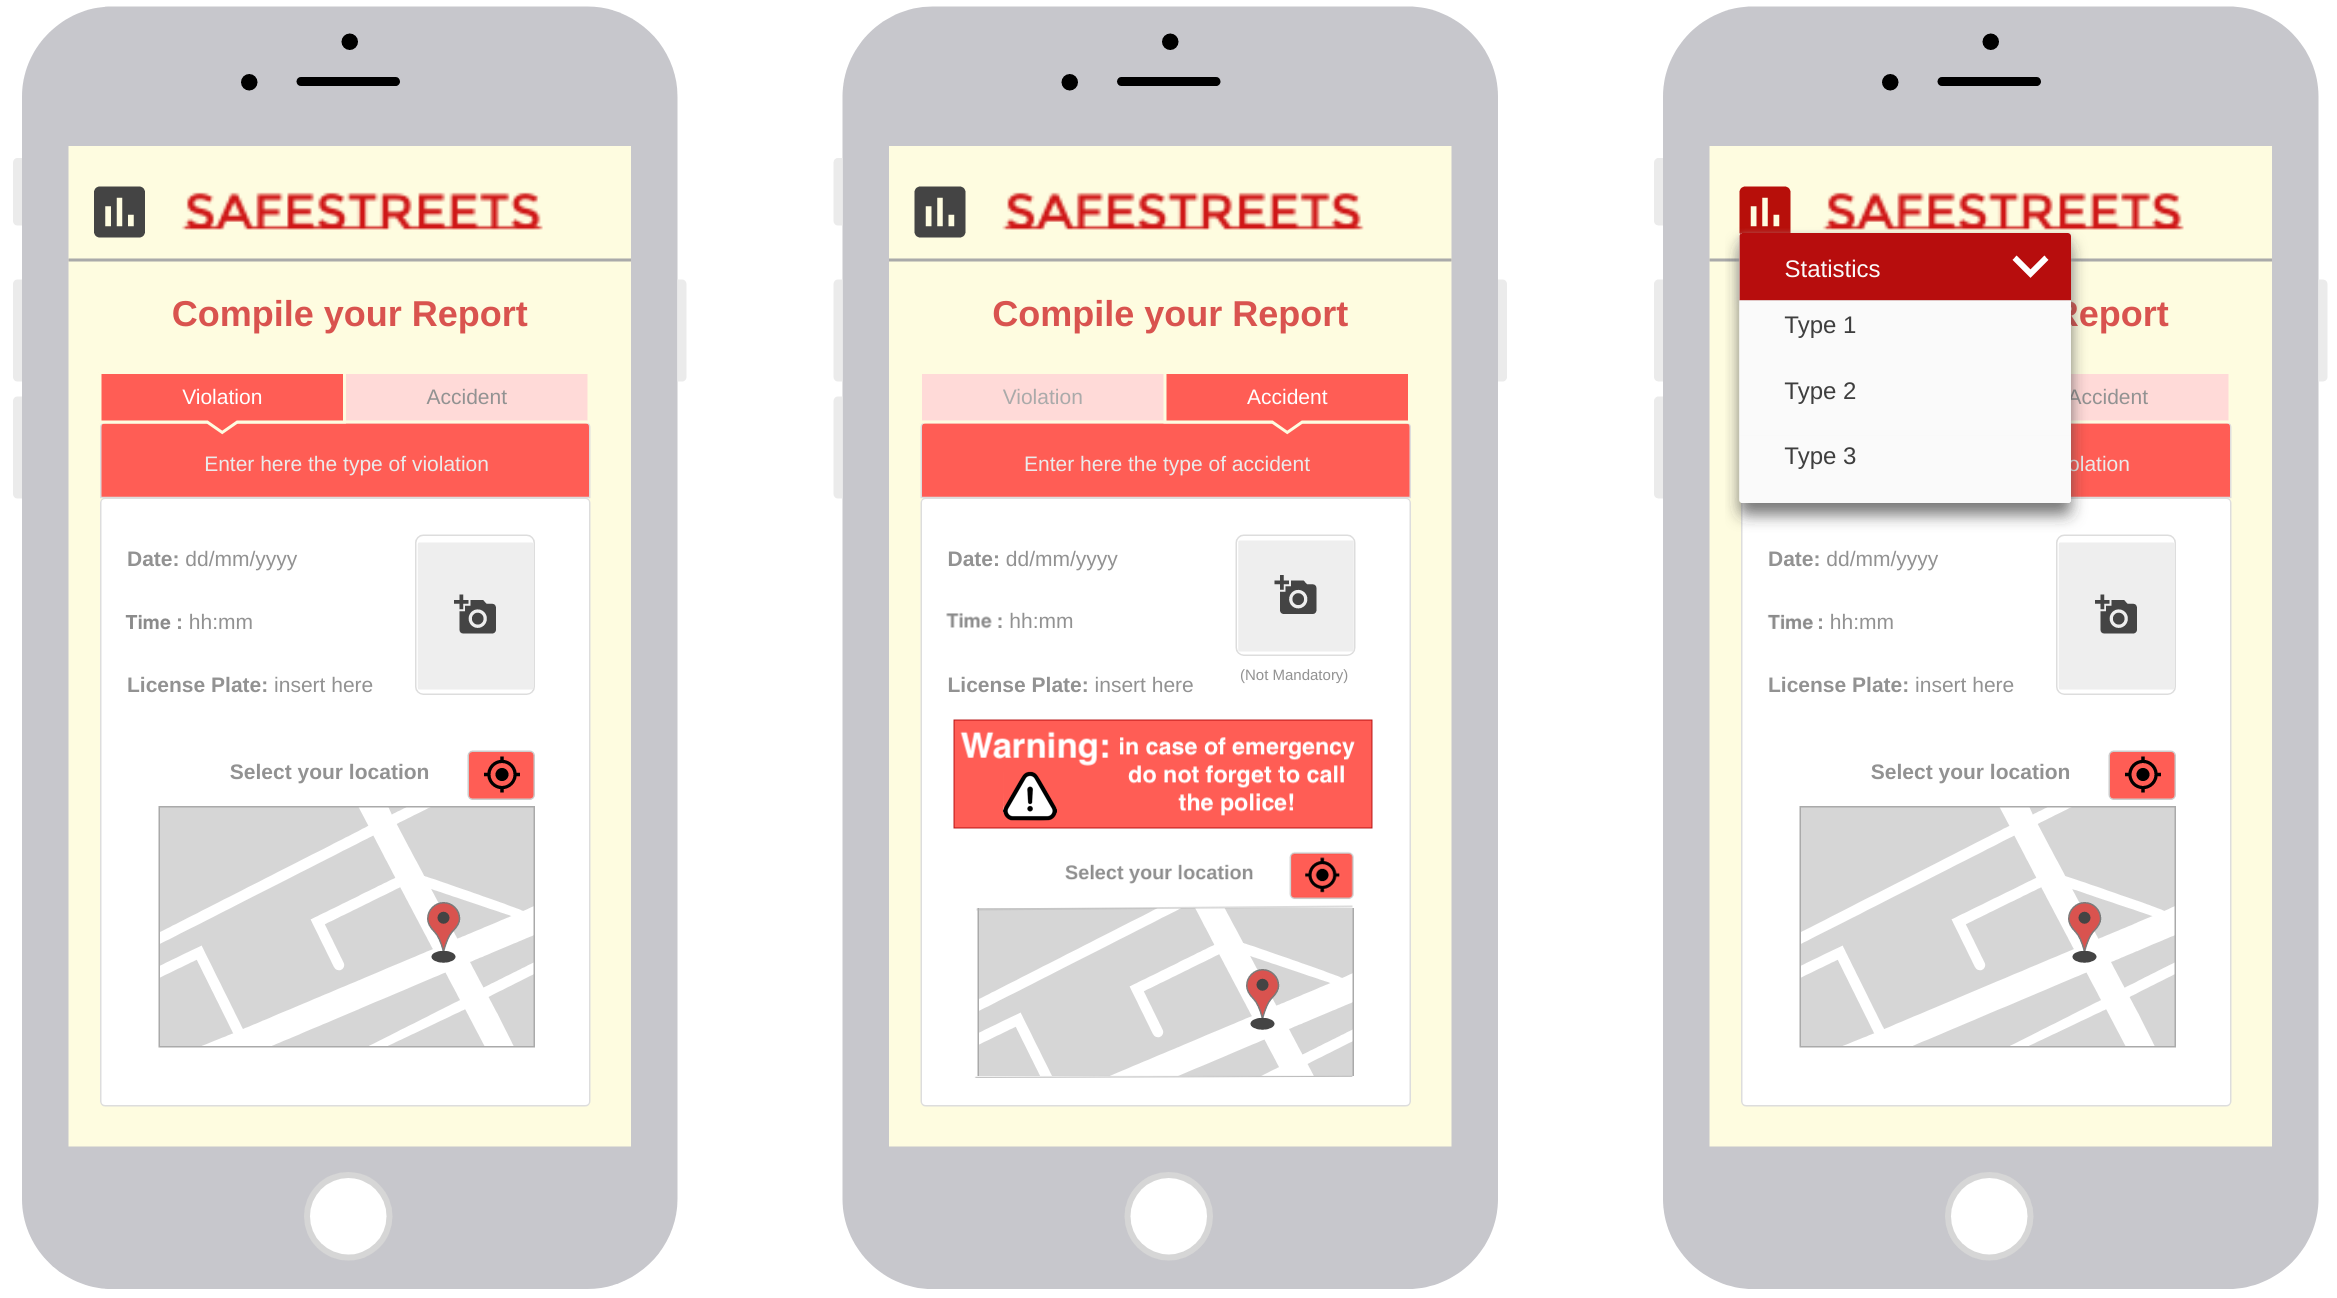 SAFESTREETS
Compile your Report
Violation Accident
Enter here the type of violation
Date: dd/mm/yyyy
Time : hh:mm
License Plate: insert here
Select your location
SAFESTREETS
Compile your Report
Violation Accident
Enter here the type of accident
Date: dd/mm/yyyy
Time : hh:mm
(Not Mandatory)
License Plate: insert here
Warning: in case of emergency
do not forget to call
the police!
Select your location
SAFESTREETS
Statistics
Type 1
Type 2
Type 3
Report
Accident
olation
Date: dd/mm/yyyy
Time : hh:mm
License Plate: insert here
Select your location